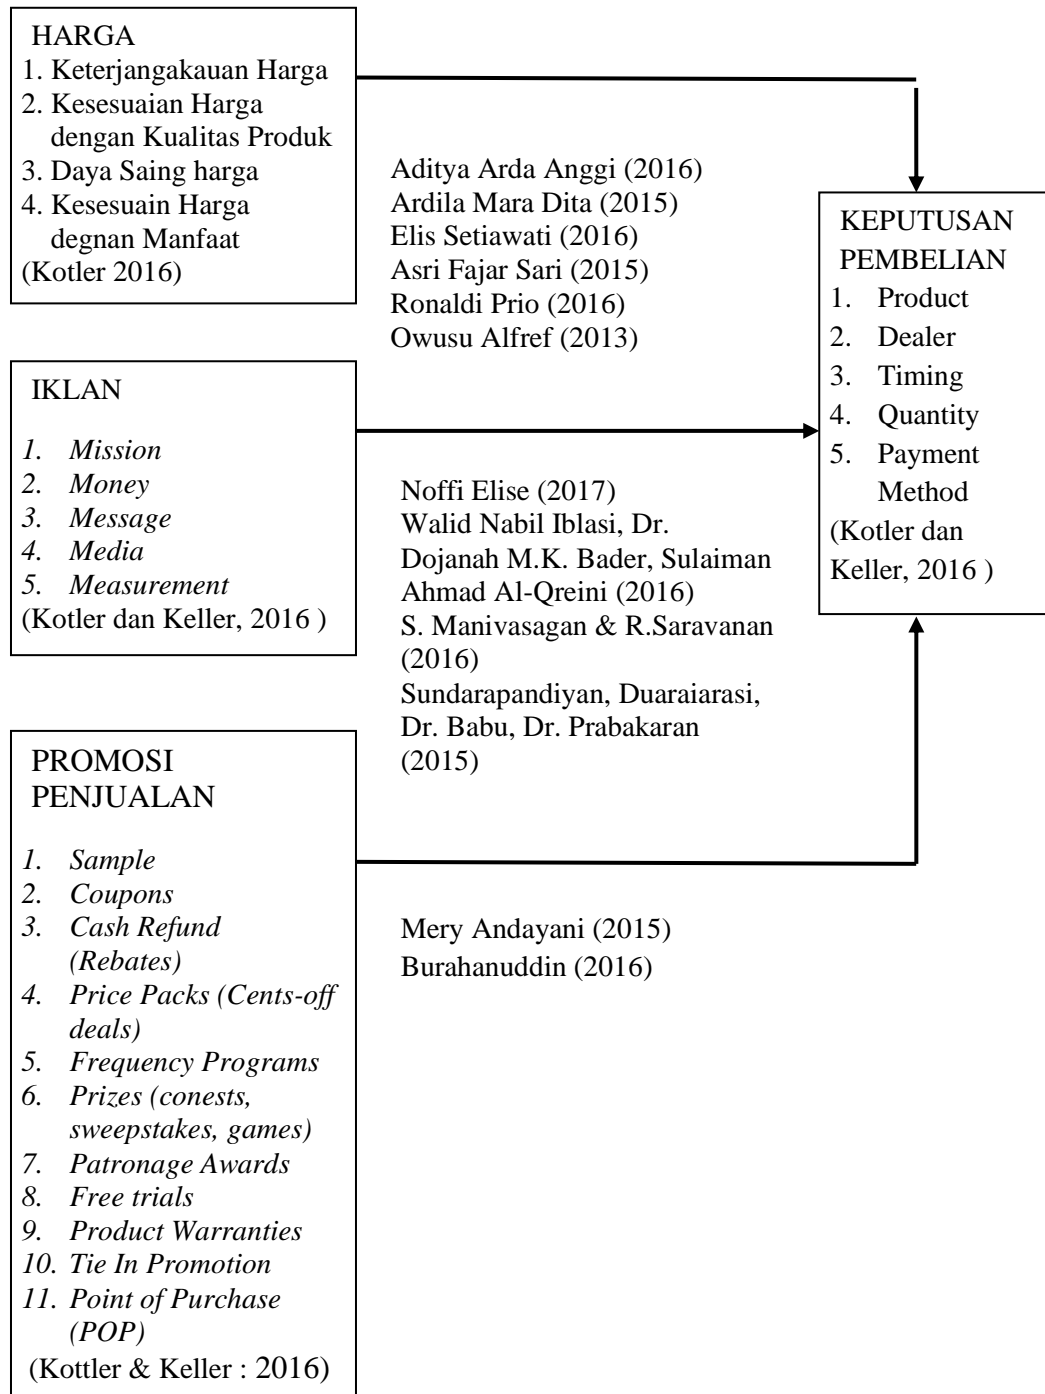 HARGA
1. Keterjangakauan Harga
2. Kesesuaian Harga
dengan Kualitas Produk
3. Daya Saing harga
4. Kesesuain Harga
degnan Manfaat
(Kotler 2016)
Aditya Arda Anggi (2016)
Ardila Mara Dita (2015)
Elis Setiawati (2016)
Asri Fajar Sari (2015)
Ronaldi Prio (2016)
Owusu Alfref (2013)
KEPUTUSAN
PEMBELIAN
1. Product
2. Dealer
3. Timing
4. Quantity
5. Payment
Method
(Kotler dan
Keller, 2016 )
IKLAN
1. Mission
2. Money
3. Message
4. Media
5. Measurement
(Kotler dan Keller, 2016 )
Noffi Elise (2017)
Walid Nabil Iblasi, Dr.
Dojanah M.K. Bader, Sulaiman
Ahmad Al-Qreini (2016)
S. Manivasagan & R.Saravanan
(2016)
Sundarapandiyan, Duaraiarasi,
Dr. Babu, Dr. Prabakaran
(2015)
PROMOSI
PENJUALAN
1. Sample
2. Coupons
3. Cash Refund
(Rebates)
4. Price Packs (Cents-off
deals)
5. Frequency Programs
6. Prizes (conests,
sweepstakes, games)
7. Patronage Awards
8. Free trials
9. Product Warranties
10. Tie In Promotion
11. Point of Purchase
(POP)
(Kottler & Keller : 2016)
Mery Andayani (2015)
Burahanuddin (2016)